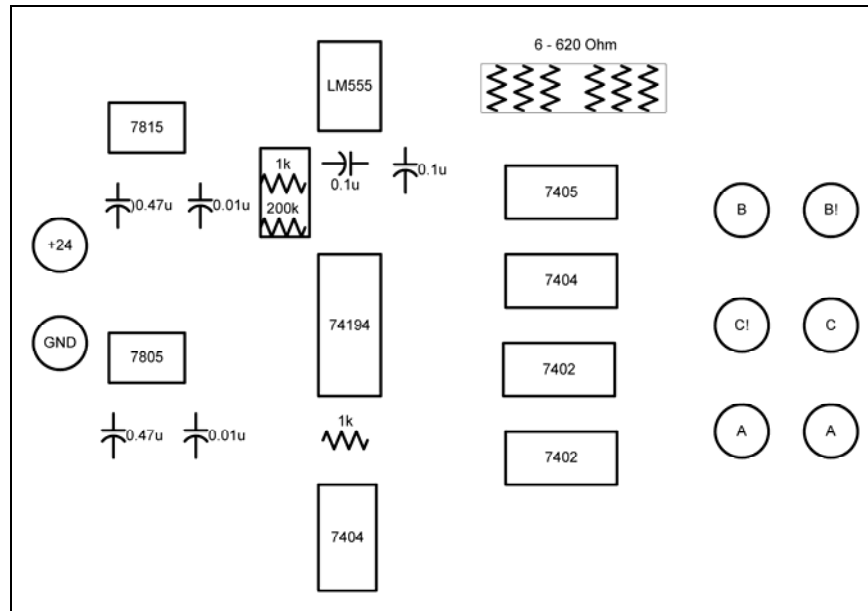 6 - 620 Ohm
LM555
7815
1k
200k
0.1u
0.1u
)0.47u
0.01u
7405
B
B!
+24
7404
GND
74194
C!
C
7805
7402
1k
0.47u
0.01u
A
A
7402
7404